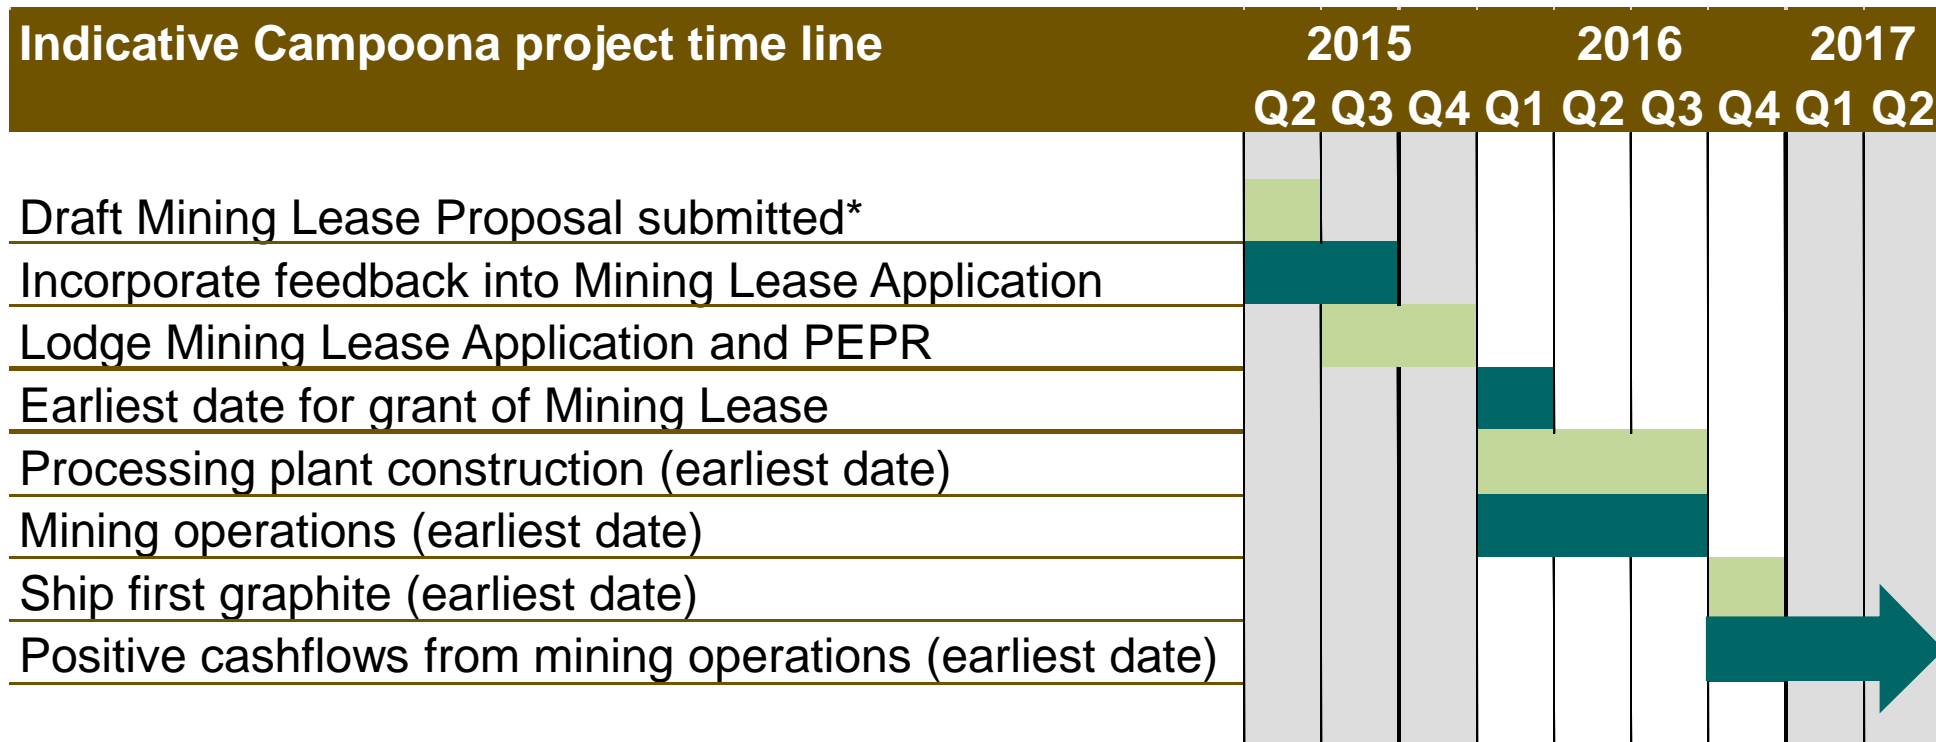 Indicative Campoona project time line 2015 2016 2017
Q2 Q3 Q4 Q1 Q2 Q3 Q4 Q1 Q2
Draft Mining Lease Proposal submitted*
Incorporate feedback into Mining Lease Application
Lodge Mining Lease Application and PEPR
Earliest date for grant of Mining Lease
Processing plant construction (earliest date)
Mining operations (earliest date)
Ship first graphite (earliest date)
Positive cashflows from mining operations (earliest date)